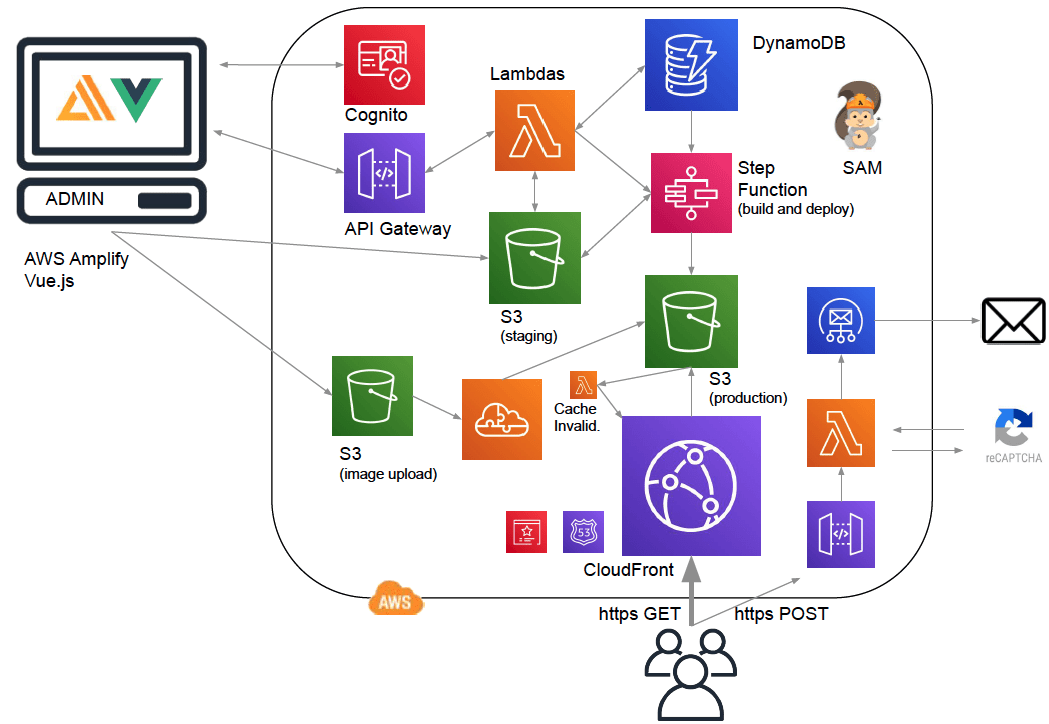 DynamoDB
Lambdas
Cognito
SAM
Step
Function
(build and deploy)
ADMIN
API Gateway
AWS Amplify
Vue.js
S3
(staging)
S3
(production)
Cache
Invalid.
S3
(image upload)
reCAPTCHA
53
CloudFront
AWS
https GET
https POST